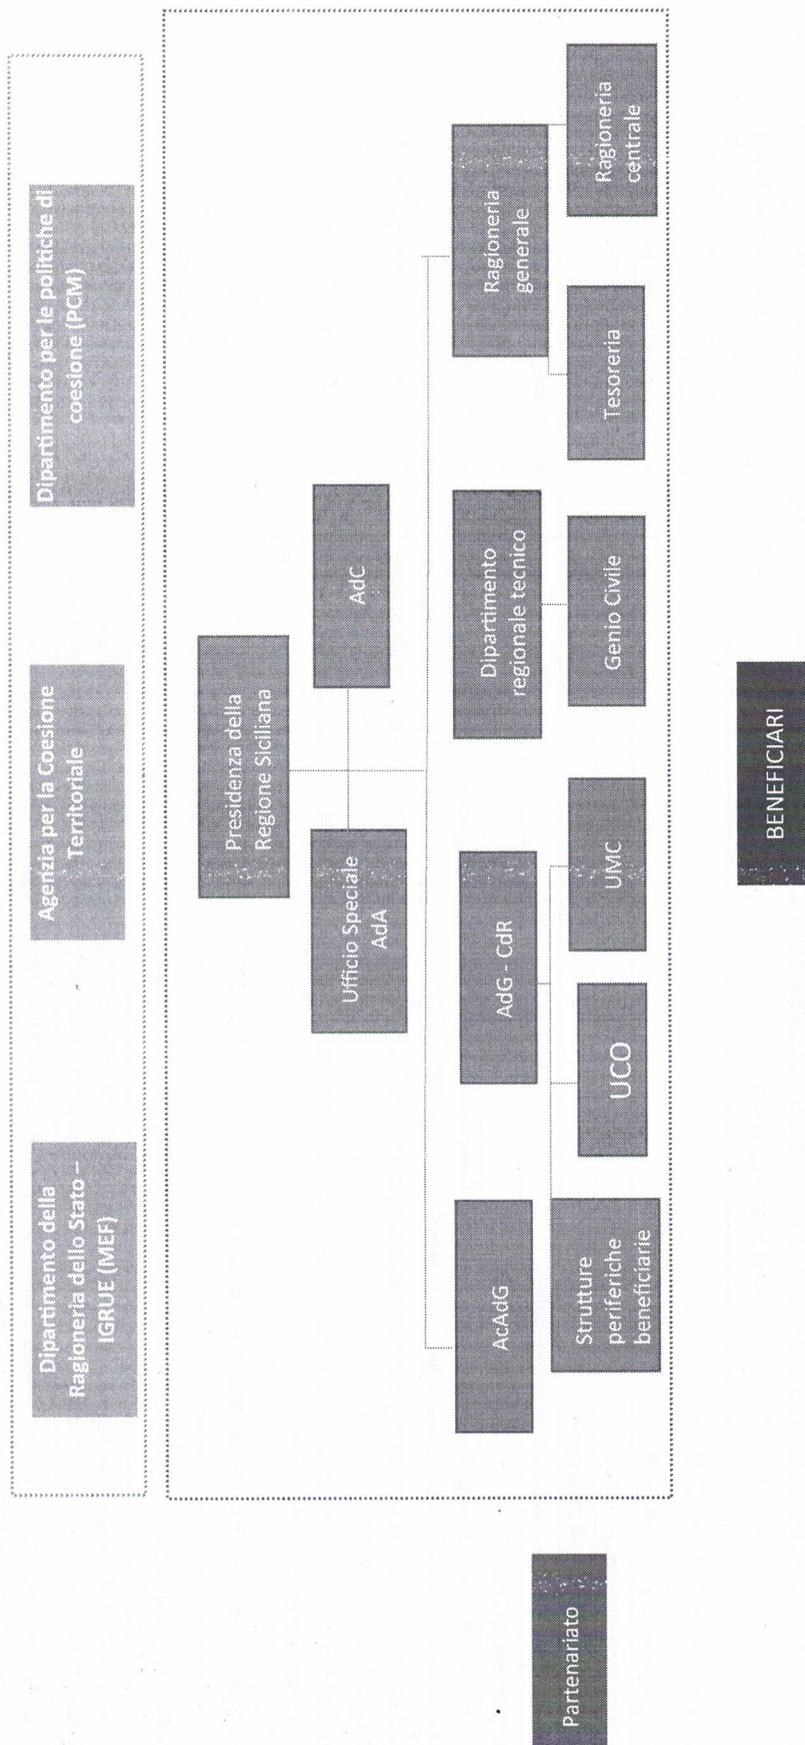 Dipartimento della
Ragioneria dello Stato –
IGRUE (MEF)
Agenzia per la Coesione
Territoriale
Dipartimento per le politiche di
coesione (PCM)
Presidenza della
Regione Siciliana
Ufficio Speciale
AdA
AdC
AcAdG
AdG - CdR
Dipartimento
regionale tecnico
Ragioneria
generale
Strutture
periferiche
beneficiarie
UCO
UMC
Genio Civile
Tesoreria
Ragioneria
centrale
Partenariato
BENEFICIARI